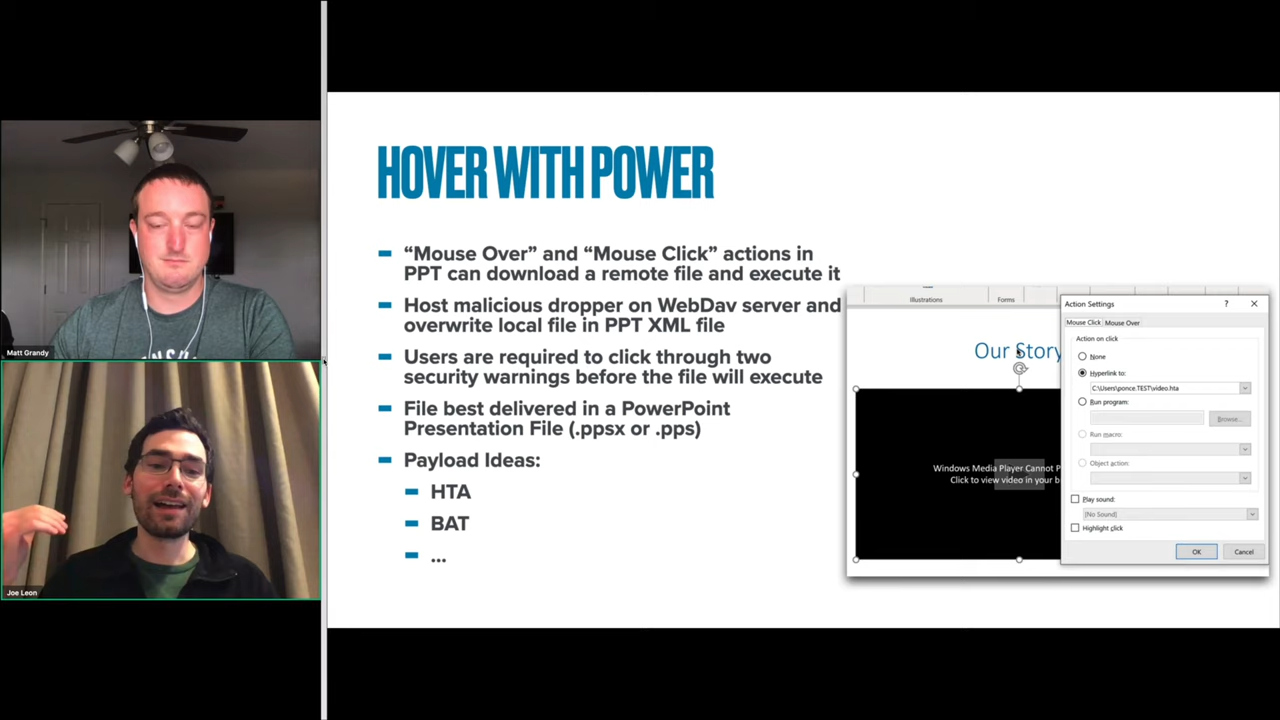 HOVER WITH POWER
“Mouse Over” and “Mouse Click” actions in
PPT can download a remote file and execute it
Host malicious dropper on WebDav server and
overwrite local file in PPT XML file
Users are required to click through two
security warnings before the file will execute
File best delivered in a PowerPoint
Presentation File (.ppsx or .pps)
Payload Ideas:
HTA
BAT
...
Illustrations
Forms
Our Story
Windows Media Player Cannot P
Click to view video in your b
Action Settings
?
Mouse Click
Mouse Over
Action on click
None
Hyperlink to:
C:\Users\ponce.TEST\video.hta
Run program:
Browse...
Run macro:
Object action:
Play sound:
[No Sound]
Highlight click
OK
Cancel
Matt Grandy
Joe Leon